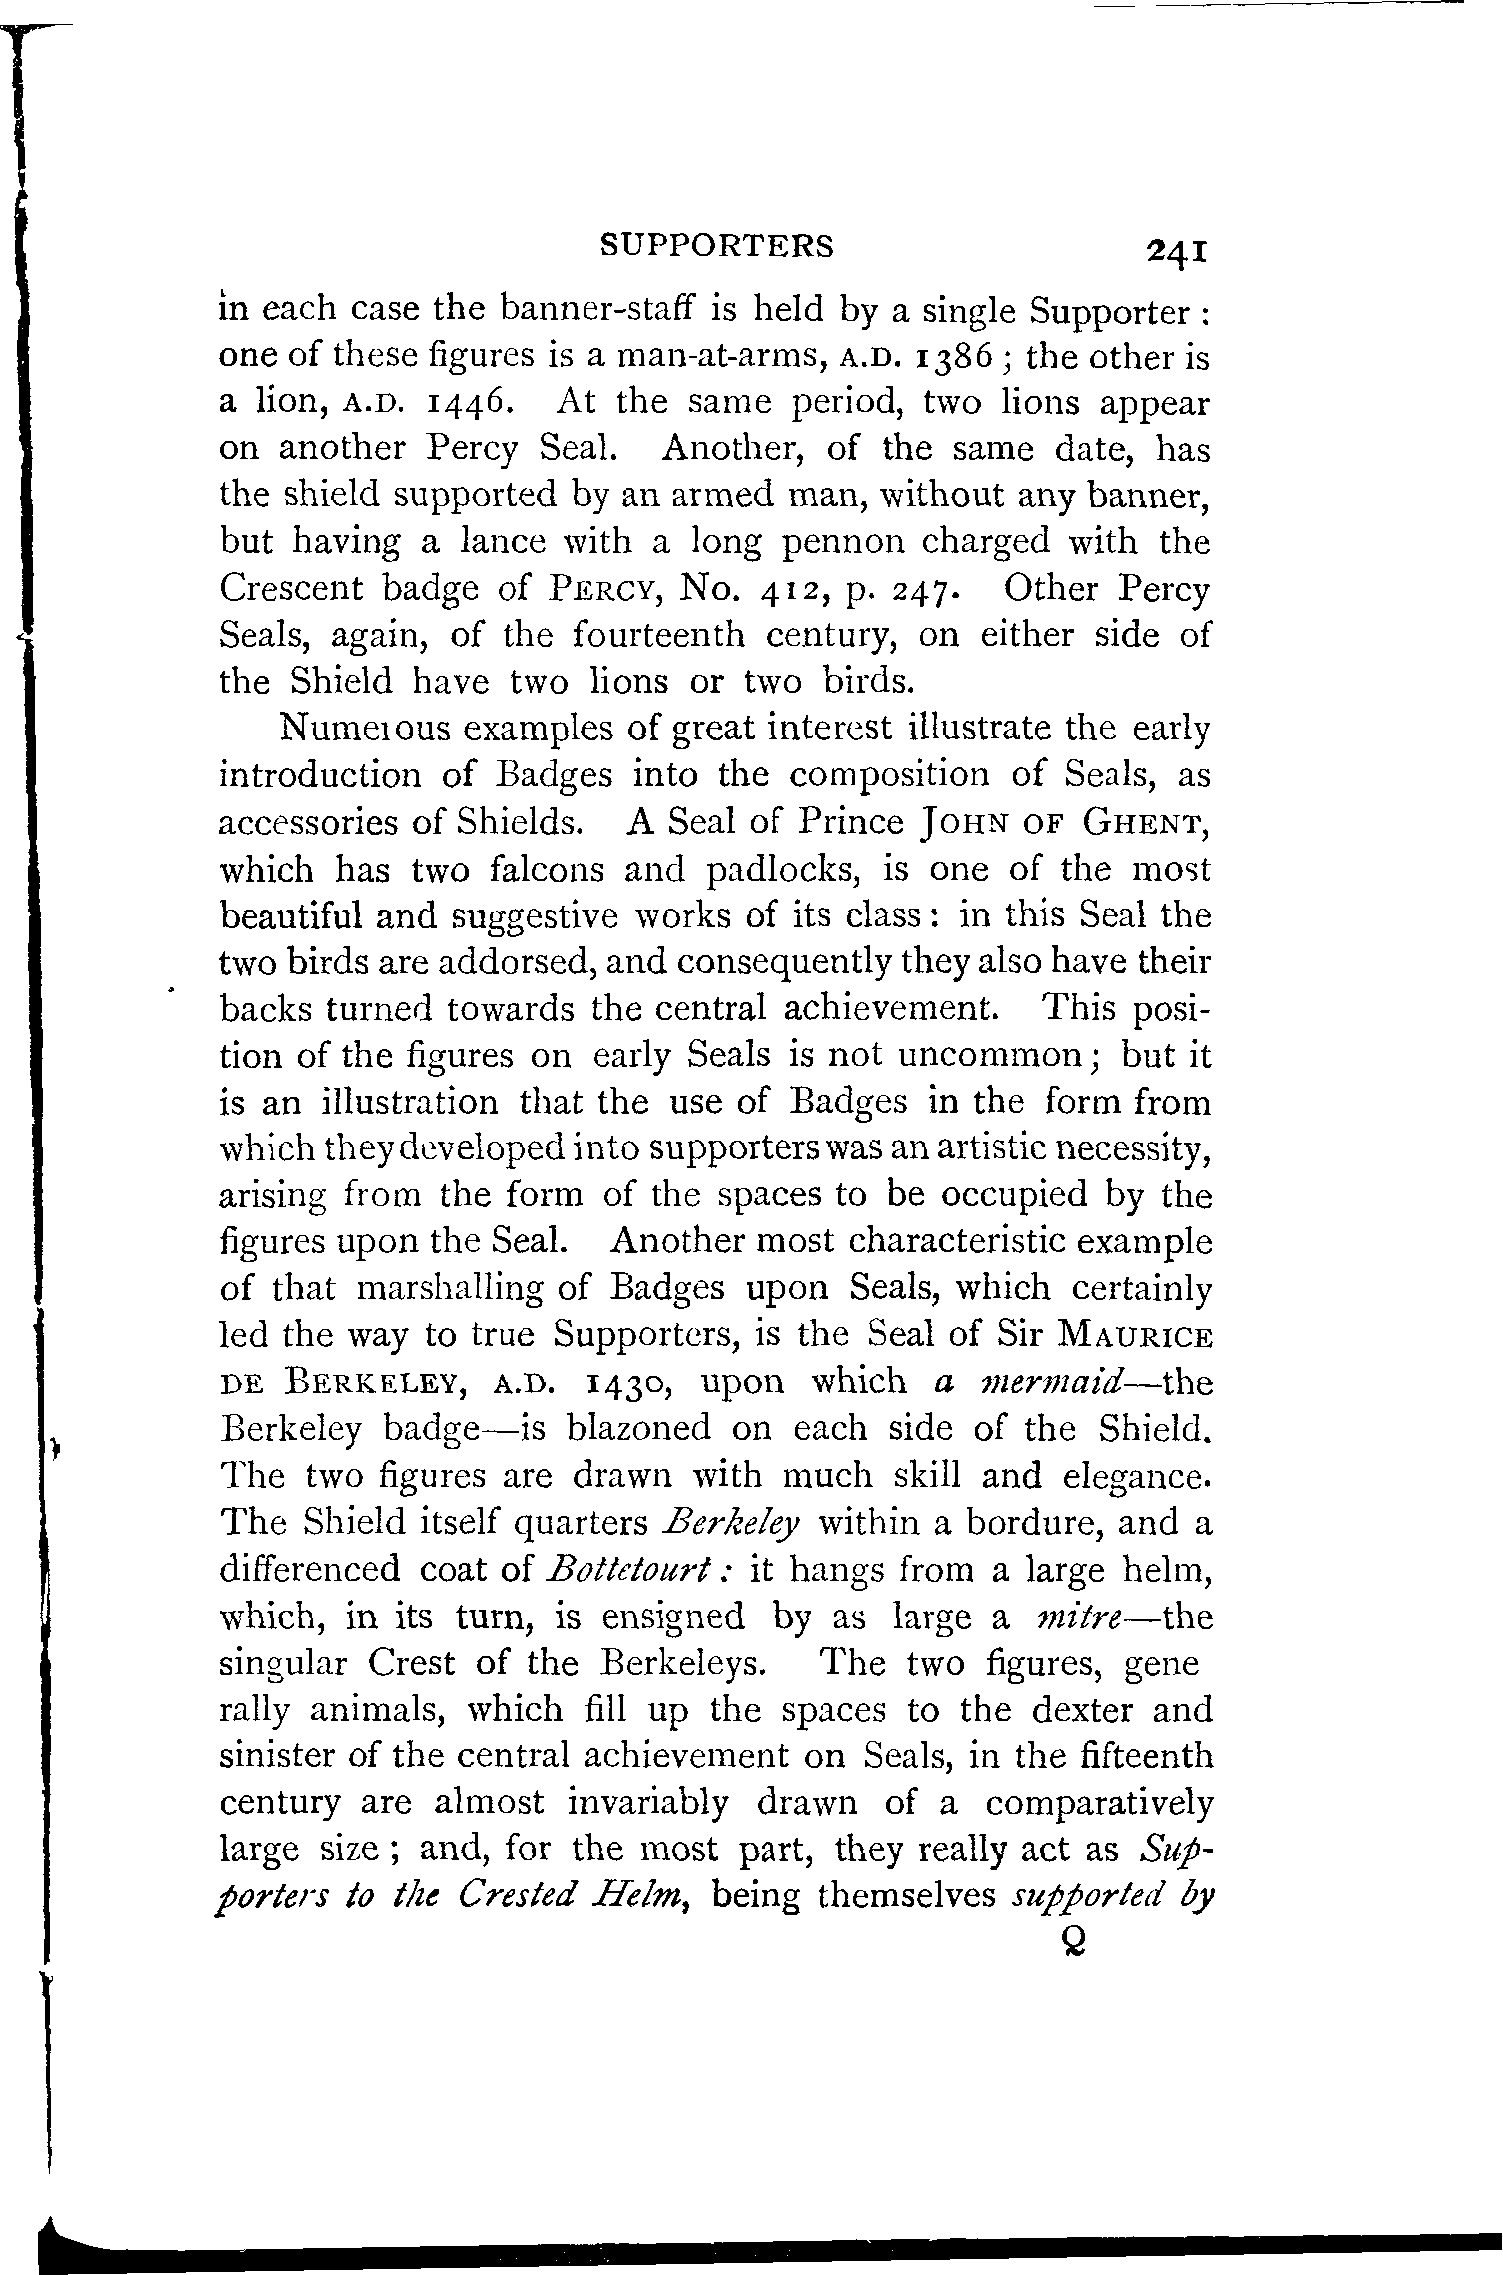 SUPPORTERS 241
in each case the banner-staff is held by a single Supporter :
one of these figures is a man-at-arms, A.D. 1386 ; the other is
a lion, A.D. 1446. At the same period, two lions appear
on another Percy Seal. Another, of the same date, has
the shield supported by an armed man, without any banner,
but having a lance with a long pennon charged with the
Crescent badge of PERCY, No. 412, p. 247. Other Percy
Seals, again, of the fourteenth century, on either side of
the Shield have two lions or two birds.
Numerous examples of great interest illustrate the early
introduction of Badges into the composition of Seals, as
accessories of Shields. A Seal of Prince JOHN OF GHENT,
which has two falcons and padlocks, is one of the most
beautiful and suggestive works of its class : in this Seal the
two birds are addorsed, and consequently they also have their
backs turned towards the central achievement. This posi-
tion of the figures on early Seals is not uncommon ; but it
is an illustration that the use of Badges in the form from
which they developed into supporters was an artistic necessity,
arising from the form of the spaces to be occupied by the
figures upon the Seal. Another most characteristic example
of that marshalling of Badges upon Seals, which certainly
led the way to true Supporters, is the Seal of Sir MAURICE
DE BERKELEY, A.D. 1430, upon which a mermaid—the
Berkeley badge—is blazoned on each side of the Shield.
The two figures are drawn with much skill and elegance.
The Shield itself quarters Berkeley within a bordure, and a
differenced coat of Bottetourt : it hangs from a large helm,
which, in its turn, is ensigned by as large a mitre—the
singular Crest of the Berkeleys. The two figures, gene
rally animals, which fill up the spaces to the dexter and
sinister of the central achievement on Seals, in the fifteenth
century are almost invariably drawn of a comparatively
large size ; and, for the most part, they really act as Sup-
porters to the Crested Helm, being themselves supported by
Q